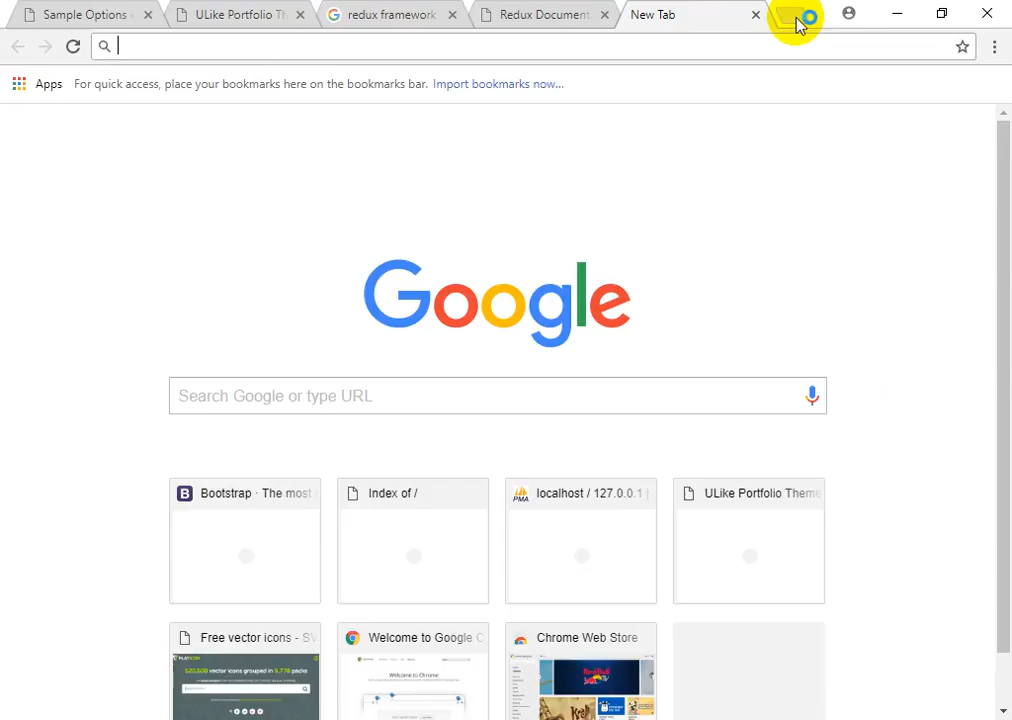 Sample Options
ULike Portfolio Th
redux framework
Redux Document
New Tab
Apps
For quick access, place your bookmarks here on the bookmarks bar. Import bookmarks now...
Google
Search Google or type URL
Bootstrap · The most
Index of /
PMA
localhost / 127.0.0.1
ULike Portfolio Theme
Free vector icons - SV
Welcome to Google C
Chrome Web Store